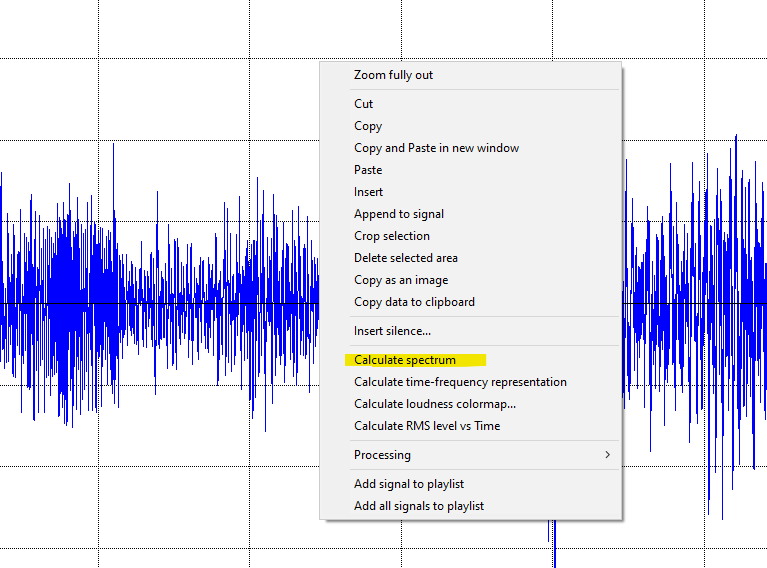 Zoom fully out
Cut
Copy
Copy and Paste in new window
Paste
Insert
Append to signal
Crop selection
Delete selected area
Copy as an image
Copy data to clipboard
Insert silence...
Calculate spectrum
Calculate time-frequency representation
Calculate loudness colormap...
Calculate RMS level vs Time
Processing
Add signal to playlist
Add all signals to playlist